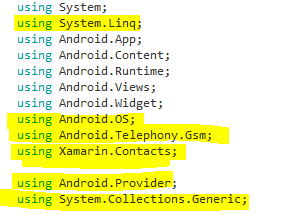 using System;
using System.Linq;
using Android.App;
using Android.Content;
using Android.Runtime;
using Android.Views;
using Android.Widget;
using Android.OS;
using Android.Telephony.Gsm;
using Xamarin.Contacts;
using Android.Provider;
using System.Collections.Generic;